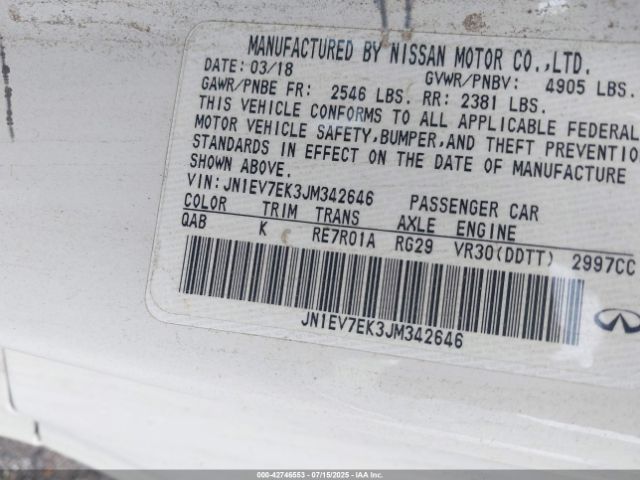 MANUFACTURED BY NISSAN MOTOR CO.,LTD.
DATE: 03/18 GVWR/PNBV: 4905 LBS.
GAWR/PNBE FR: 2546 LBS. RR: 2381 LBS.
THIS VEHICLE CONFORMS TO ALL APPLICABLE FEDERAL
MOTOR VEHICLE SAFETY,BUMPER,AND THEFT PREVENTIO
STANDARDS IN EFFECT ON THE DATE OF MANUFACTURE
SHOWN ABOVE.
VIN:JN1EV7EK3JM342646 PASSENGER CAR
COLOR TRIM TRANS AXLE ENGINE
QAB K RE7R01A RG29 VR30(DDTT) 2997CC
JN1EV7EK3JM342646
000-42746553 - 07/15/2025 - IAAI.COM